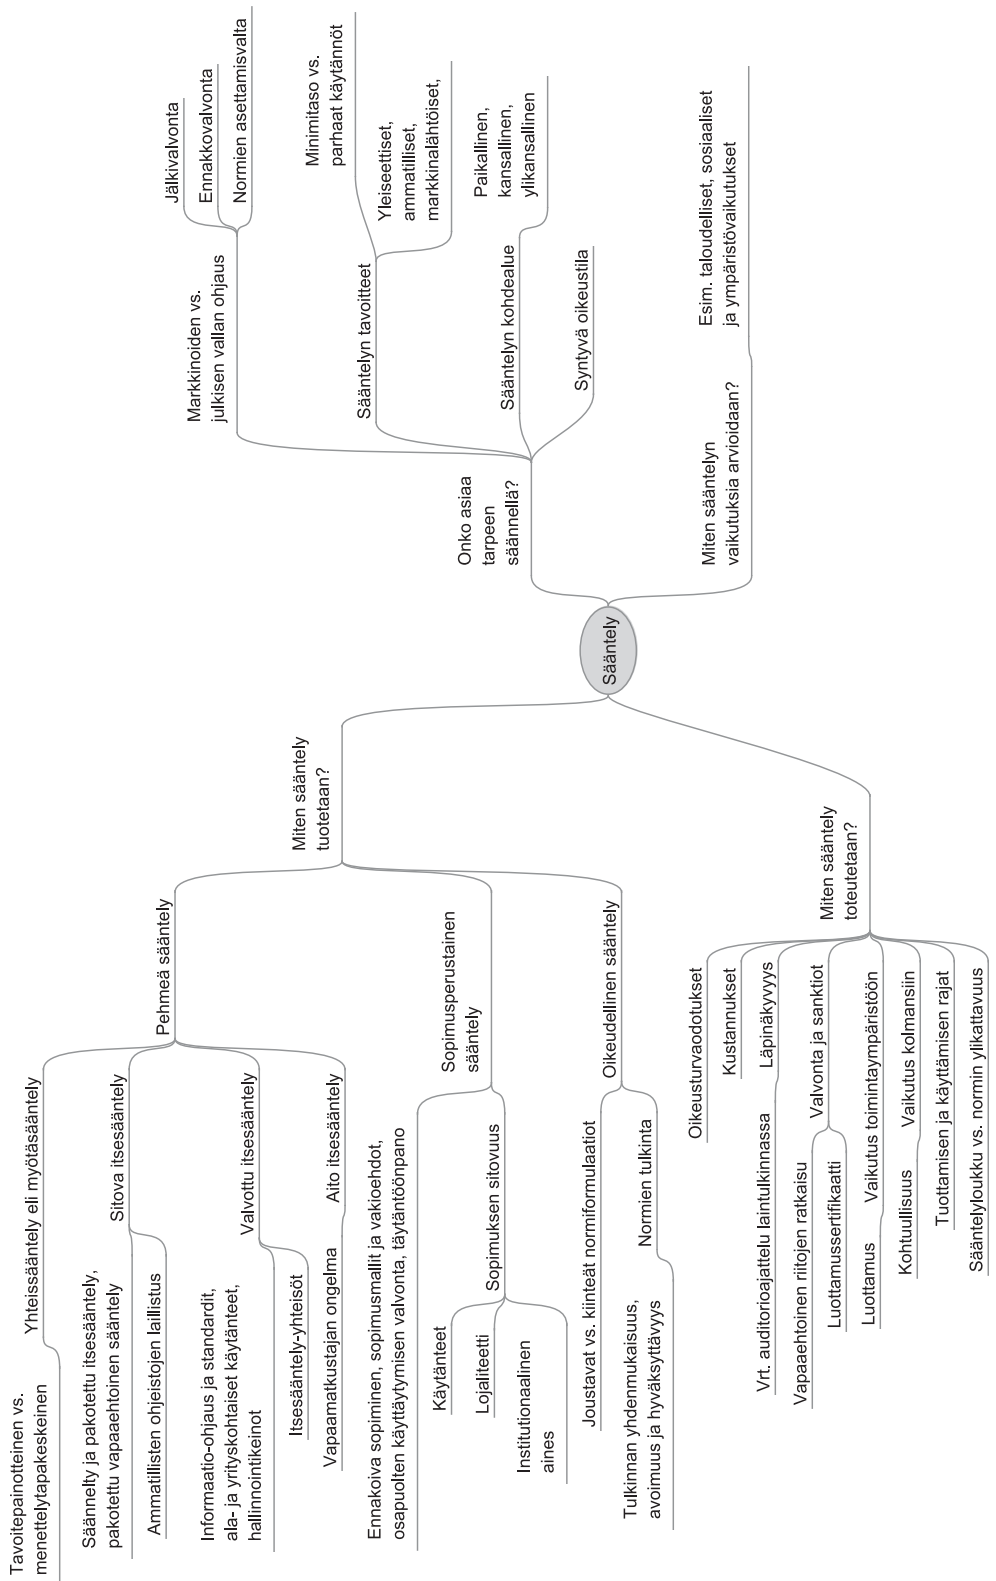 Sääntely
Onko asiaa
tarpeen
säännellä?
Markkinoiden vs.
julkisen vallan ohjaus
Jälkivalvonta
Ennakkovalvonta
Normien asettamisvalta
Sääntelyn tavoitteet
Minimitaso vs.
parhaat käytännöt
Yleiseettiset,
ammatilliset,
markkinalähtöiset,
Sääntelyn kohdealue
Paikallinen,
kansallinen,
ylikansallinen
Syntyvä oikeustila
Miten sääntelyn
vaikutuksia arvioidaan?
Esim. taloudelliset, sosiaaliset
ja ympäristövaikutukset
Miten sääntely
tuotetaan?
Pehmeä sääntely
Yhteissääntely eli myötäsääntely
Tavoitepainotteinen vs.
menettelytapakeskeinen
Sitova itsesääntely
Säännelty ja pakotettu itsesääntely,
pakotettu vapaaehtoinen sääntely
Ammatillisten ohjeistojen laillistus
Valvottu itsesääntely
Informaatio-ohjaus ja standardit,
ala- ja yrityskohtaiset käytänteet,
hallinnointikeinot
Itsesääntely-yhteisöt
Aito itsesääntely
Vapaamatkustajan ongelma
Sopimusperustainen
sääntely
Ennakoiva sopiminen, sopimusmallit ja vakioehdot,
osapuolten käyttäytymisen valvonta, täytäntöönpano
Sopimuksen sitovuus
Käytänteet
Lojaliteetti
Institutionaalinen
aines
Oikeudellinen sääntely
Joustavat vs. kiinteät normiformulaatiot
Normien tulkinta
Tulkinnan yhdenmukaisuus,
avoimuus ja hyväksyttävyys
Miten sääntely
toteutetaan?
Oikeusturvaodotukset
Kustannukset
Läpinäkyvyys
Vrt. auditorioajattelu laintulkinnassa
Valvonta ja sanktiot
Vapaaehtoinen riitojen ratkaisu
Luottamussertifikaatti
Vaikutus toimintaympäristöön
Luottamus
Vaikutus kolmansiin
Kohtuullisuus
Tuottamisen ja käyttämisen rajat
Sääntelyloukku vs. normin ylikattavuus